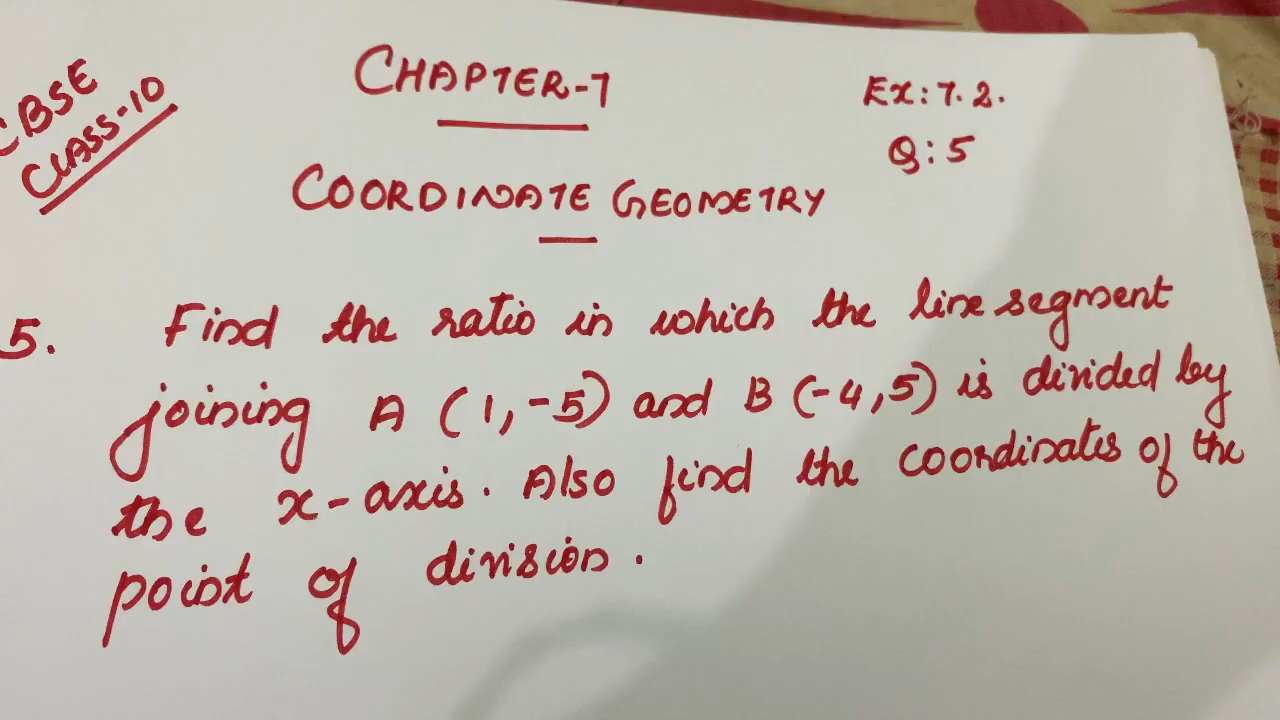 CBSE
CLASS-10
CHAPTER-7
Ex: 7.2.
Q: 5
COORDINATE GEOMETRY
5. Find the ratio in which the line segment
joining A (1,-5) and B (-4,5) is divided by
the x-axis. Also find the coordinates of the
point of division.